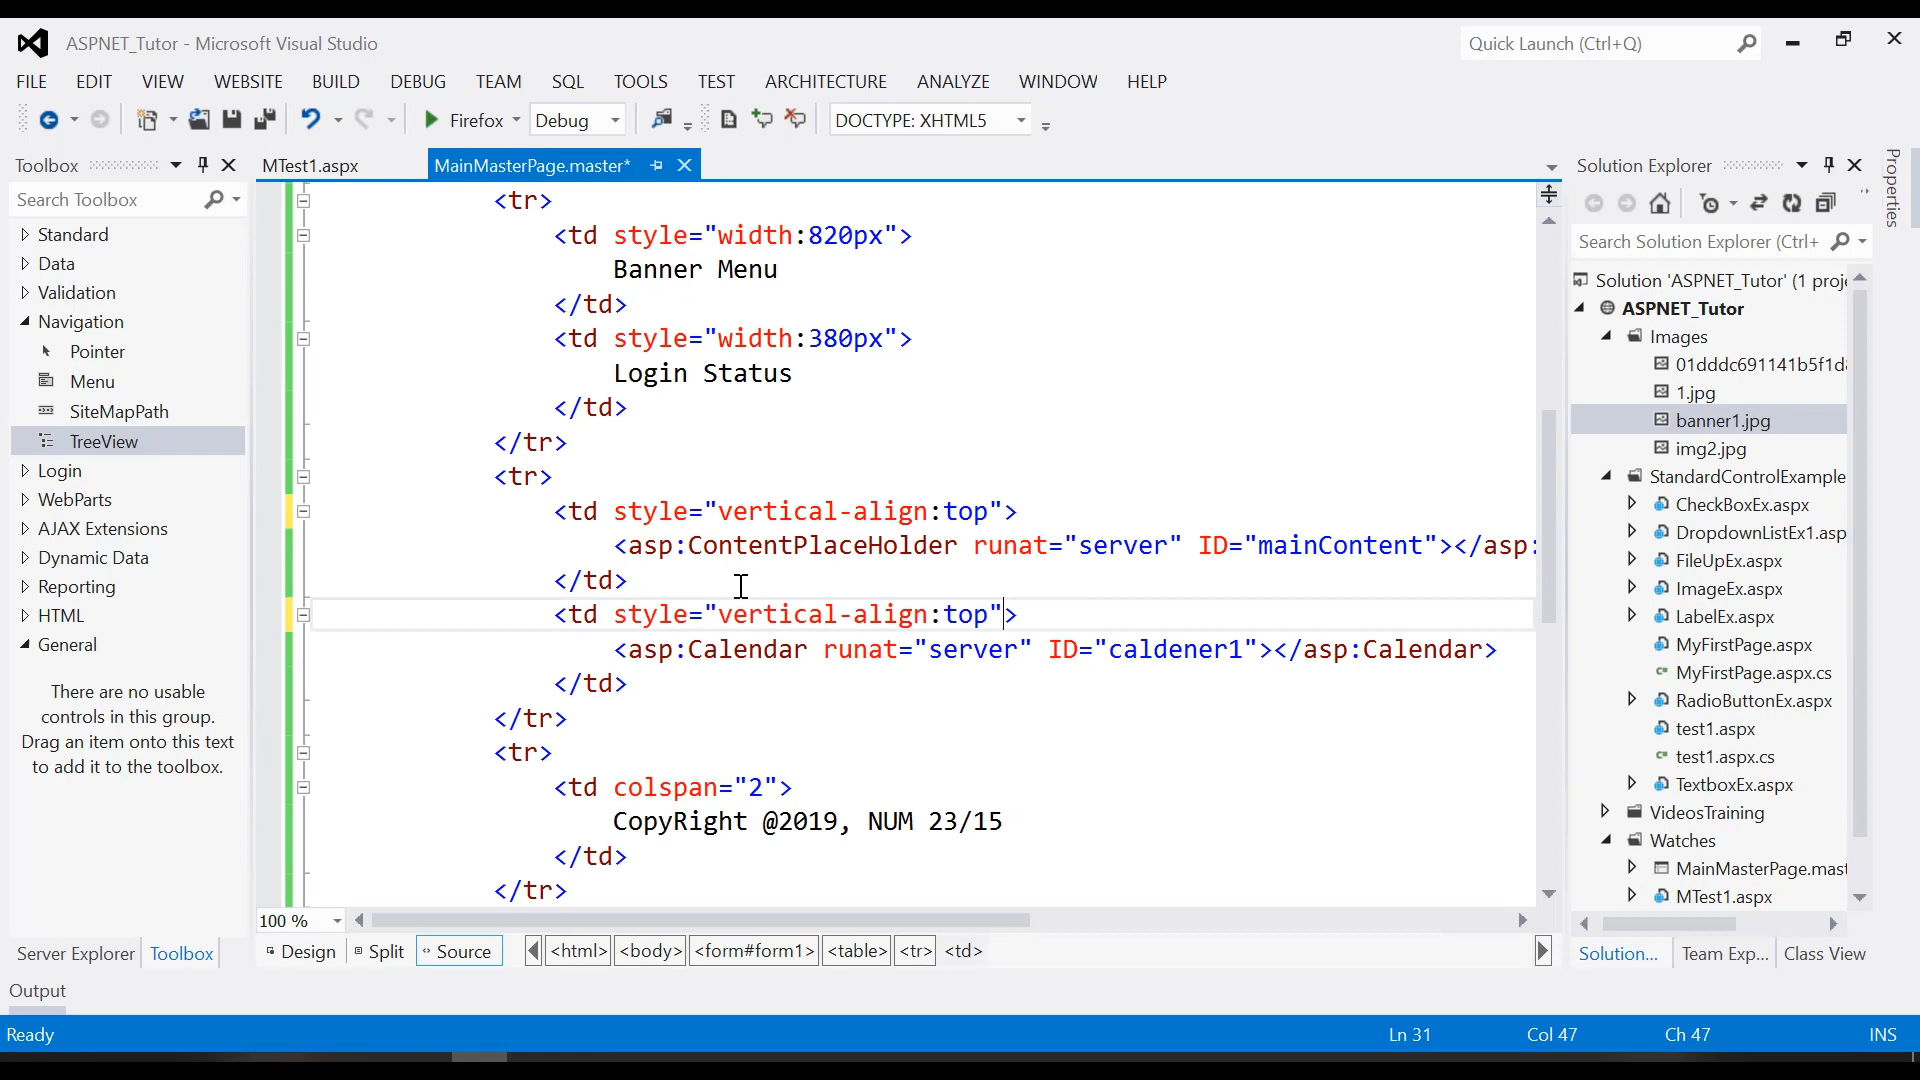 ASPNET_Tutor - Microsoft Visual Studio
Quick Launch (Ctrl+Q)
FILE EDIT VIEW WEBSITE BUILD DEBUG TEAM SQL TOOLS TEST ARCHITECTURE ANALYZE WINDOW HELP
Firefox Debug DOCTYPE: XHTML5
Toolbox
Search Toolbox
Standard
Data
Validation
Navigation
Pointer
Menu
SiteMapPath
TreeView
Login
WebParts
AJAX Extensions
Dynamic Data
Reporting
HTML
General
There are no usable
controls in this group.
Drag an item onto this text
to add it to the toolbox.
Server Explorer Toolbox
MTest1.aspx MainMasterPage.master*
<tr>
<td style="width:820px">
Banner Menu
</td>
<td style="width:380px">
Login Status
</td>
</tr>
<tr>
<td style="vertical-align:top">
<asp:ContentPlaceHolder runat="server" ID="mainContent"></asp:
</td>
<td style="vertical-align:top">
<asp:Calendar runat="server" ID="caldener1"></asp:Calendar>
</td>
</tr>
<tr>
<td colspan="2">
CopyRight @2019, NUM 23/15
</td>
</tr>
100 %
Design Split Source <html> <body> <form#form1> <table> <tr> <td>
Solution Explorer
Search Solution Explorer (Ctrl+
Solution 'ASPNET_Tutor' (1 proje
ASPNET_Tutor
Images
01dddc691141b5f1d
1.jpg
banner1.jpg
img2.jpg
StandardControlExample
CheckBoxEx.aspx
DropdownListEx1.asp
FileUpEx.aspx
ImageEx.aspx
LabelEx.aspx
MyFirstPage.aspx
MyFirstPage.aspx.cs
RadioButtonEx.aspx
test1.aspx
test1.aspx.cs
TextboxEx.aspx
VideosTraining
Watches
MainMasterPage.mast
MTest1.aspx
Solution... Team Exp... Class View
Properties
Output
Ready Ln 31 Col 47 Ch 47 INS